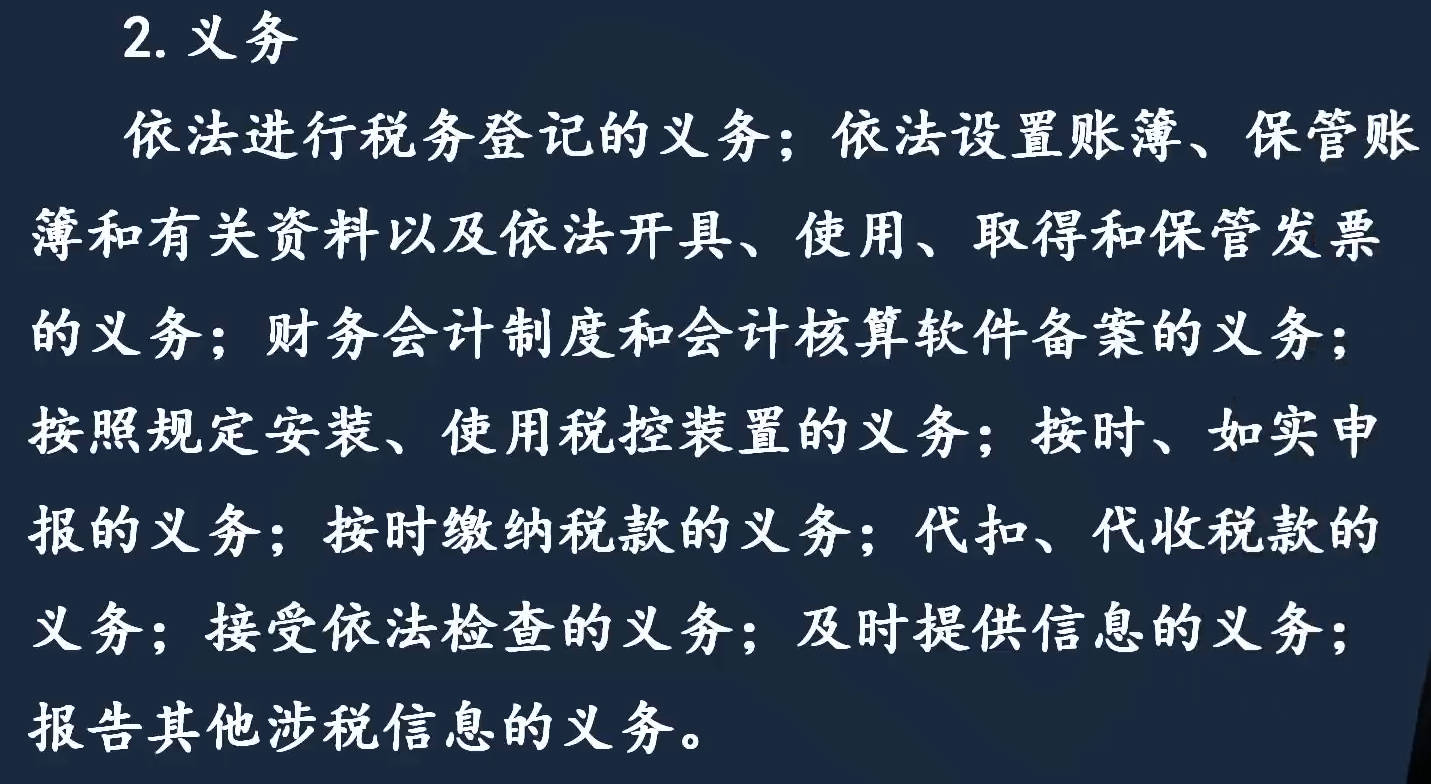 2. 义务
依法进行税务登记的义务；依法设置账簿、保管账
簿和有关资料以及依法开具、使用、取得和保管发票
的义务；财务会计制度和会计核算软件备案的义务；
按照规定安装、使用税控装置的义务；按时、如实申
报的义务；按时缴纳税款的义务；代扣、代收税款的
义务；接受依法检查的义务；及时提供信息的义务；
报告其他涉税信息的义务。